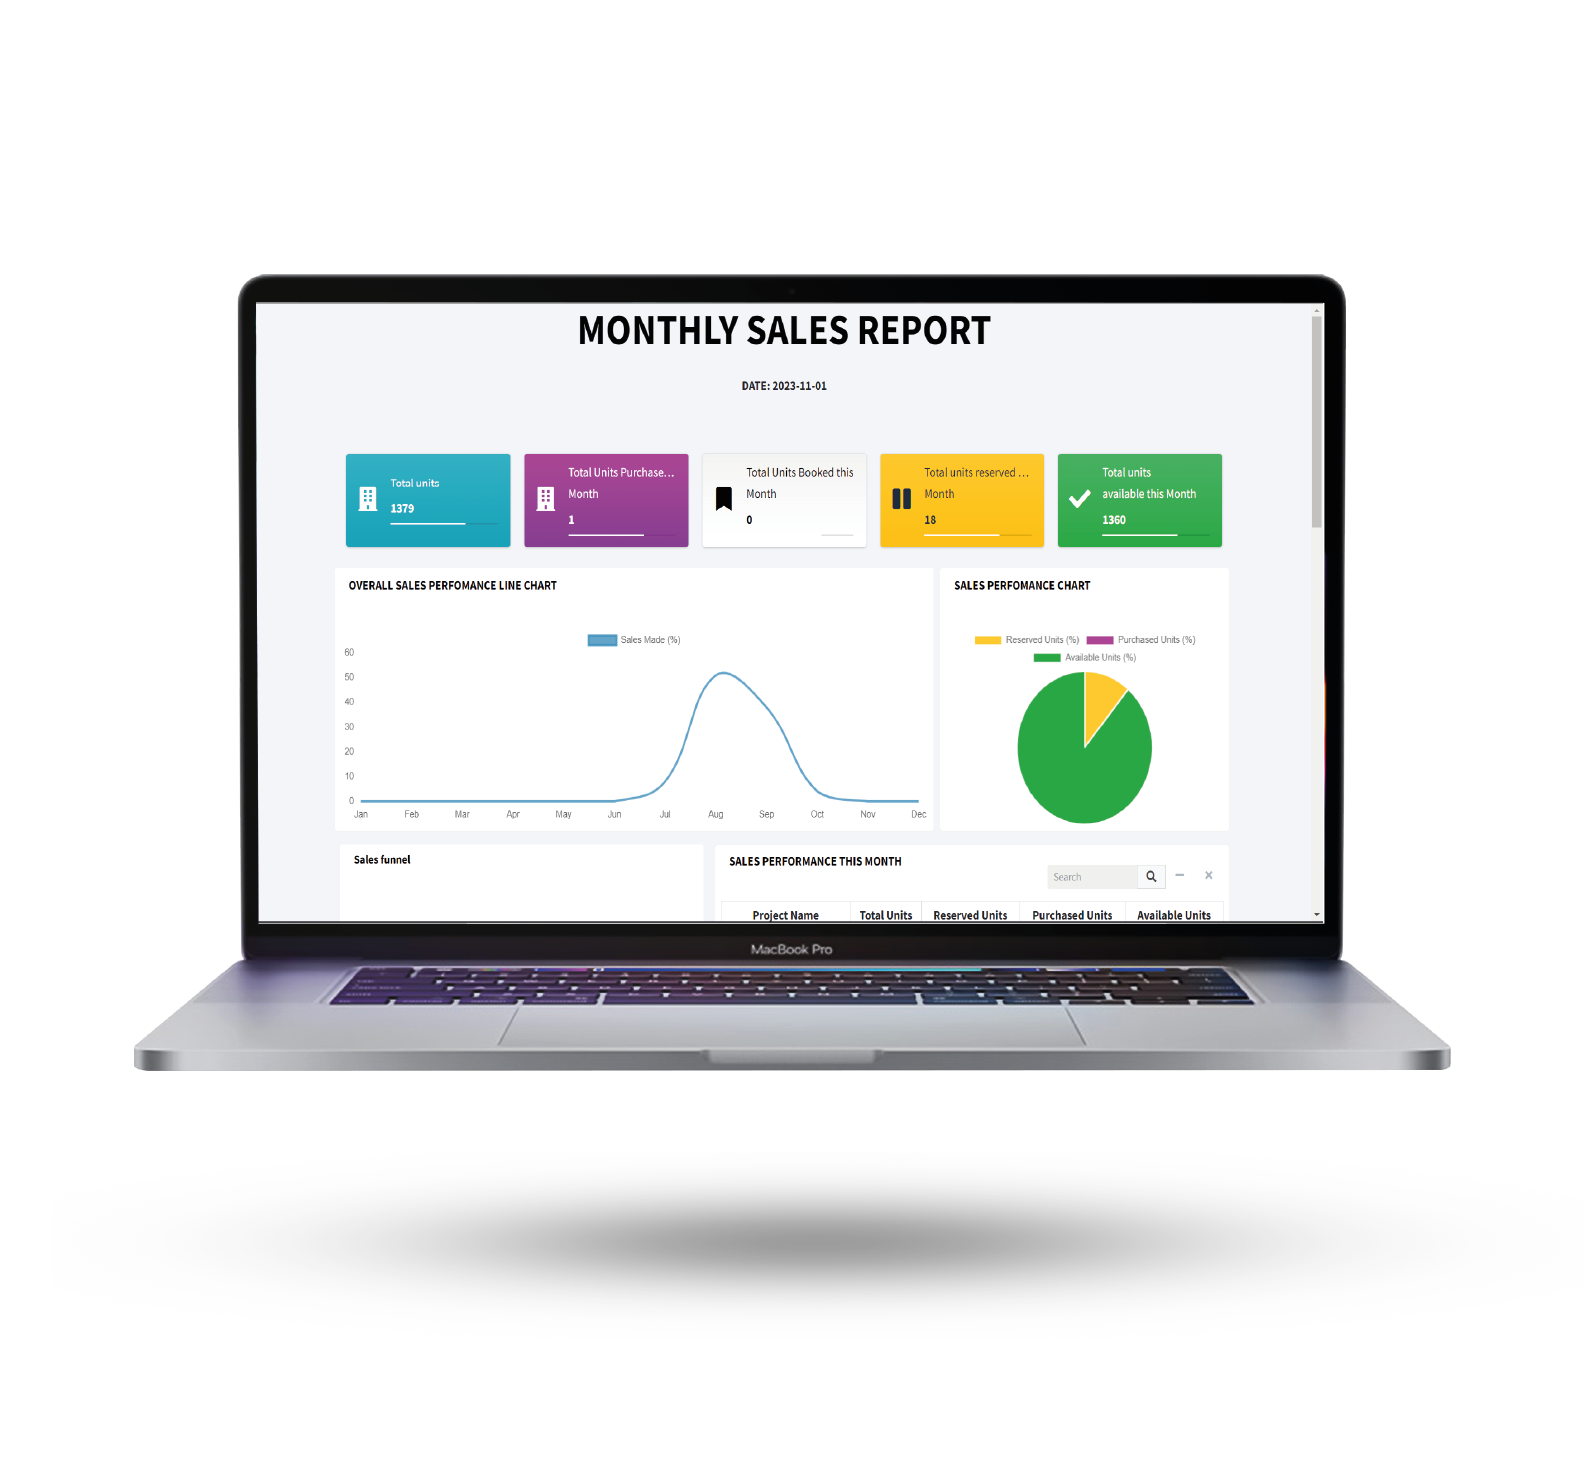 MONTHLY SALES REPORT
DATE: 2023-11-01
Total units
1379
Total Units Purchase...
Month
1
Total Units Booked this
Month
0
Total units reserved ...
Month
18
Total units
available this Month
1360
OVERALL SALES PERFOMANCE LINE CHART
Sales Made (%)
60
50
40
30
20
10
0
Jan Feb Mar Apr May Jun Jul Aug Sep Oct Nov Dec
SALES PERFOMANCE CHART
Reserved Units (%) Purchased Units (%)
Available Units (%)
Sales funnel
SALES PERFORMANCE THIS MONTH
Search
Project Name Total Units Reserved Units Purchased Units Available Units
MacBook Pro